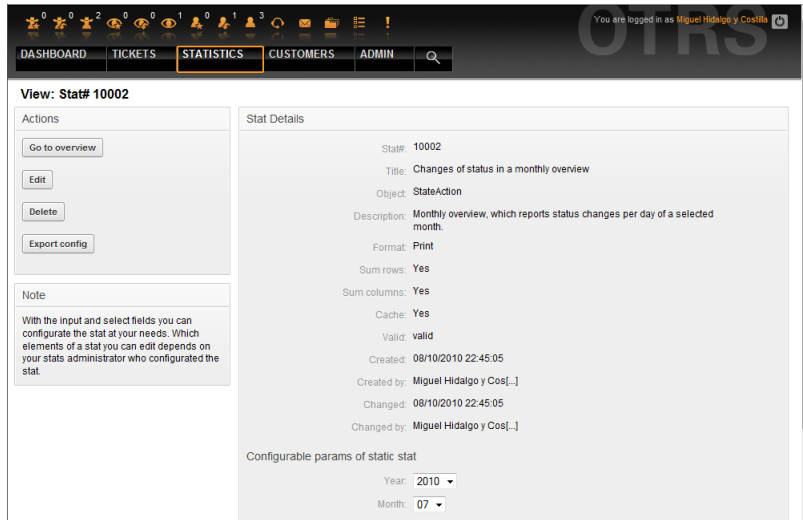 OTRS
You are logged in as Miguel Hidalgo y Costilla
0 0 2 0 0 1 0 1 3
DASHBOARD TICKETS STATISTICS CUSTOMERS ADMIN
View: Stat# 10002
Actions
Go to overview
Edit
Delete
Export config
Note
With the input and select fields you can
configurate the stat at your needs. Which
elements of a stat you can edit depends on
your stats administrator who configurated the
stat.
Stat Details
Stat#: 10002
Title: Changes of status in a monthly overview
Object: StateAction
Description: Monthly overview, which reports status changes per day of a selected
month.
Format: Print
Sum rows: Yes
Sum columns: Yes
Cache: Yes
Valid: valid
Created: 08/10/2010 22:45:05
Created by: Miguel Hidalgo y Cos[...]
Changed: 08/10/2010 22:45:05
Changed by: Miguel Hidalgo y Cos[...]
Configurable params of static stat
Year: 2010
Month: 07